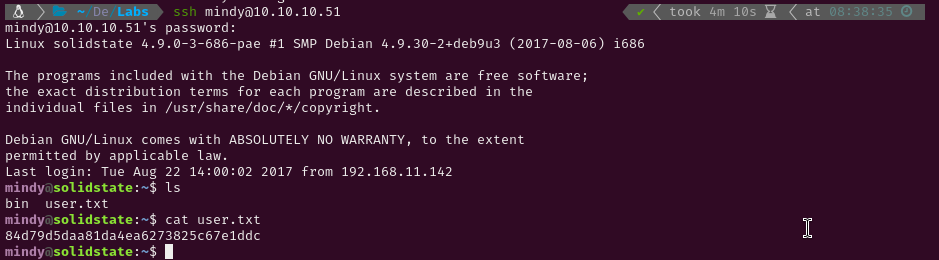 ~/De/Labs ssh mindy@10.10.10.51 ✔ took 4m 10s at 08:38:35
mindy@10.10.10.51's password:
Linux solidstate 4.9.0-3-686-pae #1 SMP Debian 4.9.30-2+deb9u3 (2017-08-06) i686
The programs included with the Debian GNU/Linux system are free software;
the exact distribution terms for each program are described in the
individual files in /usr/share/doc/*/copyright.
Debian GNU/Linux comes with ABSOLUTELY NO WARRANTY, to the extent
permitted by applicable law.
Last login: Tue Aug 22 14:00:02 2017 from 192.168.11.142
mindy@solidstate:~$ ls
bin  user.txt
mindy@solidstate:~$ cat user.txt
84d79d5daa81da4ea6273825c67e1ddc
mindy@solidstate:~$